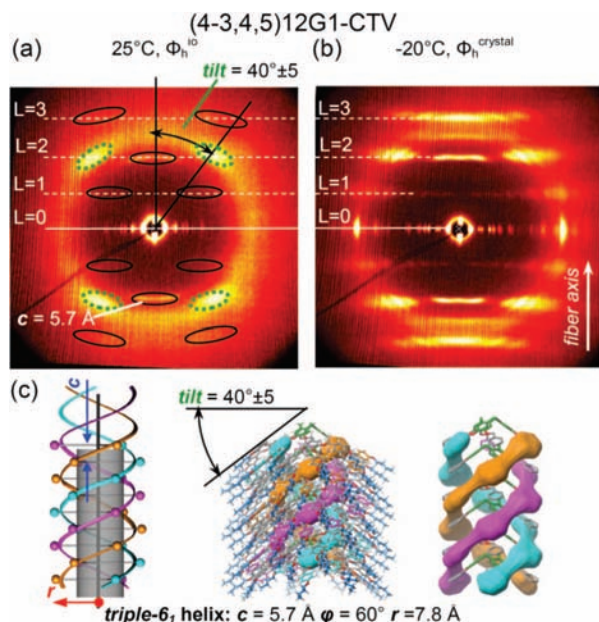 (4-3,4,5)12G1-CTV
(a) 25°C, Φₕⁱᵒ
(b) -20°C, Φₕᶜʳʸˢᵗᵃˡ
tilt = 40°±5
L=3
L=2
L=1
L=0
c = 5.7 Å
L=3
L=2
L=1
L=0
fiber axis
(c)
c
tilt = 40°±5
r
triple-6₁ helix: c = 5.7 Å φ = 60° r =7.8 Å